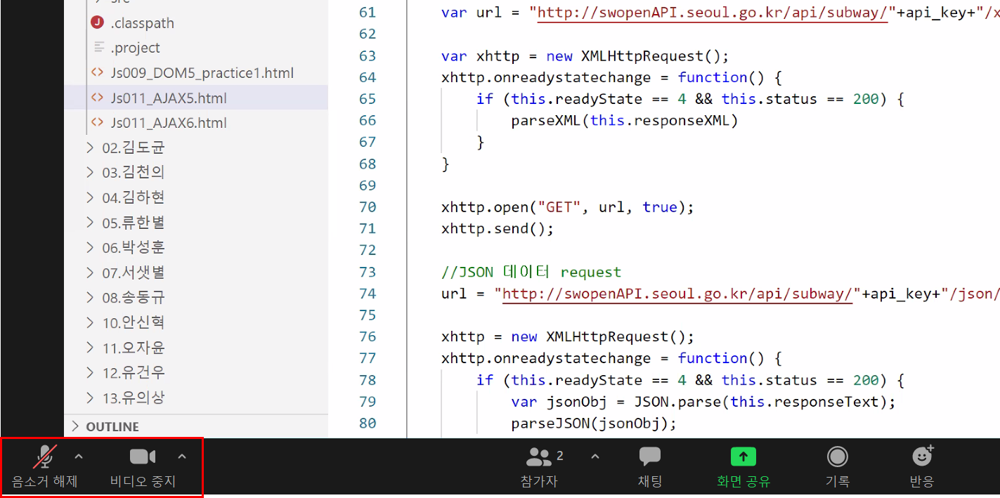 src
.classpath
.project
Js009_DOM5_practice1.html
Js011_AJAX5.html
Js011_AJAX6.html
02.김도균
03.김천의
04.김하현
05.류한별
06.박성훈
07.서샛별
08.송동규
10.안신혁
11.오자윤
12.유건우
13.유의상
OUTLINE
61 var url = "http://swopenAPI.seoul.go.kr/api/subway/"+api_key+"/x
62
63 var xhttp = new XMLHttpRequest();
64 xhttp.onreadystatechange = function() {
65 if (this.readyState == 4 && this.status == 200) {
66 parseXML(this.responseXML)
67 }
68 }
69
70 xhttp.open("GET", url, true);
71 xhttp.send();
72
73 //JSON 데이터 request
74 url = "http://swopenAPI.seoul.go.kr/api/subway/"+api_key+"/json/
75
76 xhttp = new XMLHttpRequest();
77 xhttp.onreadystatechange = function() {
78 if (this.readyState == 4 && this.status == 200) {
79 var jsonObj = JSON.parse(this.responseText);
80 parseJSON(jsonObj);
음소거 해제
비디오 중지
2
참가자
채팅
화면 공유
기록
반응